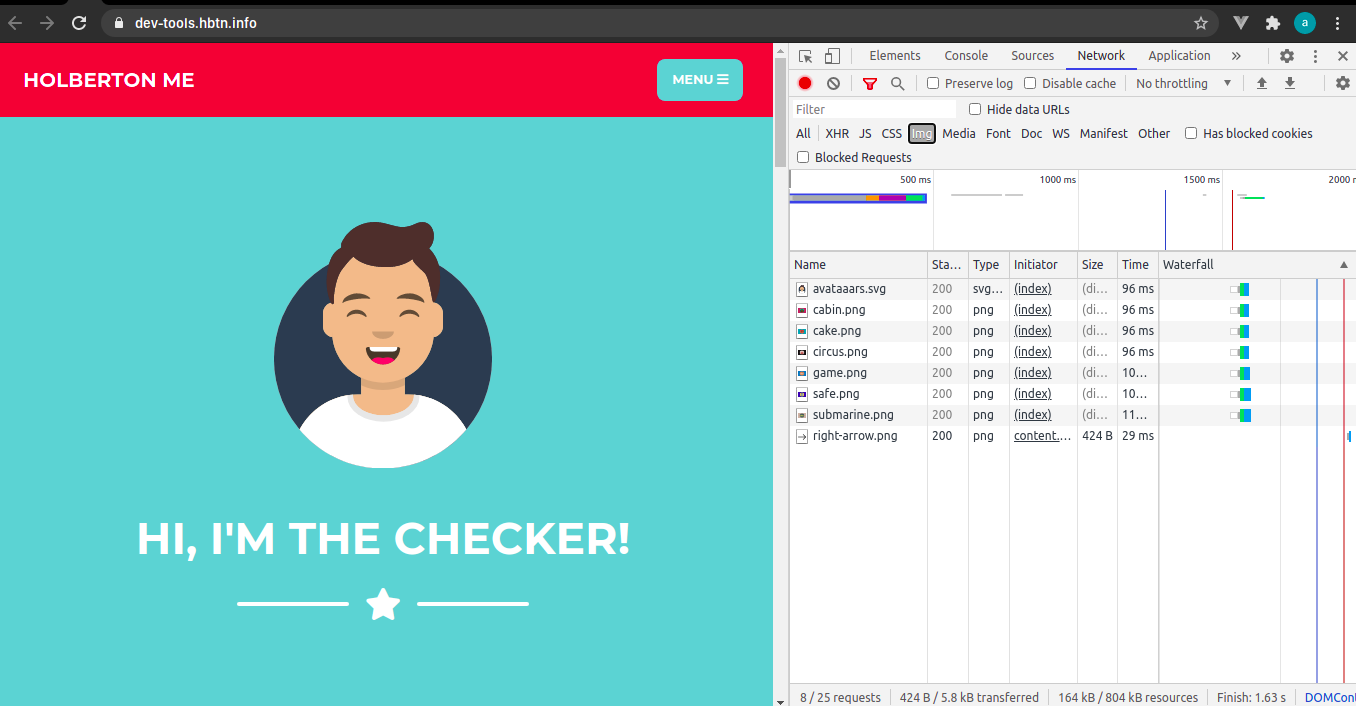 dev-tools.hbtn.info
a
HOLBERTON ME
MENU
HI, I'M THE CHECKER!
Elements Console Sources Network Application »
Preserve log Disable cache No throttling
Filter Hide data URLs
All XHR JS CSS Img Media Font Doc WS Manifest Other Has blocked cookies
Blocked Requests
500 ms 1000 ms 1500 ms 2000 m
Name Sta... Type Initiator Size Time Waterfall
avataaars.svg 200 svg... (index) (di... 96 ms
cabin.png 200 png (index) (di... 96 ms
cake.png 200 png (index) (di... 96 ms
circus.png 200 png (index) (di... 96 ms
game.png 200 png (index) (di... 10...
safe.png 200 png (index) (di... 10...
submarine.png 200 png (index) (di... 11...
right-arrow.png 200 png content.... 424 B 29 ms
8 / 25 requests 424 B / 5.8 kB transferred 164 kB / 804 kB resources Finish: 1.63 s DOMCont